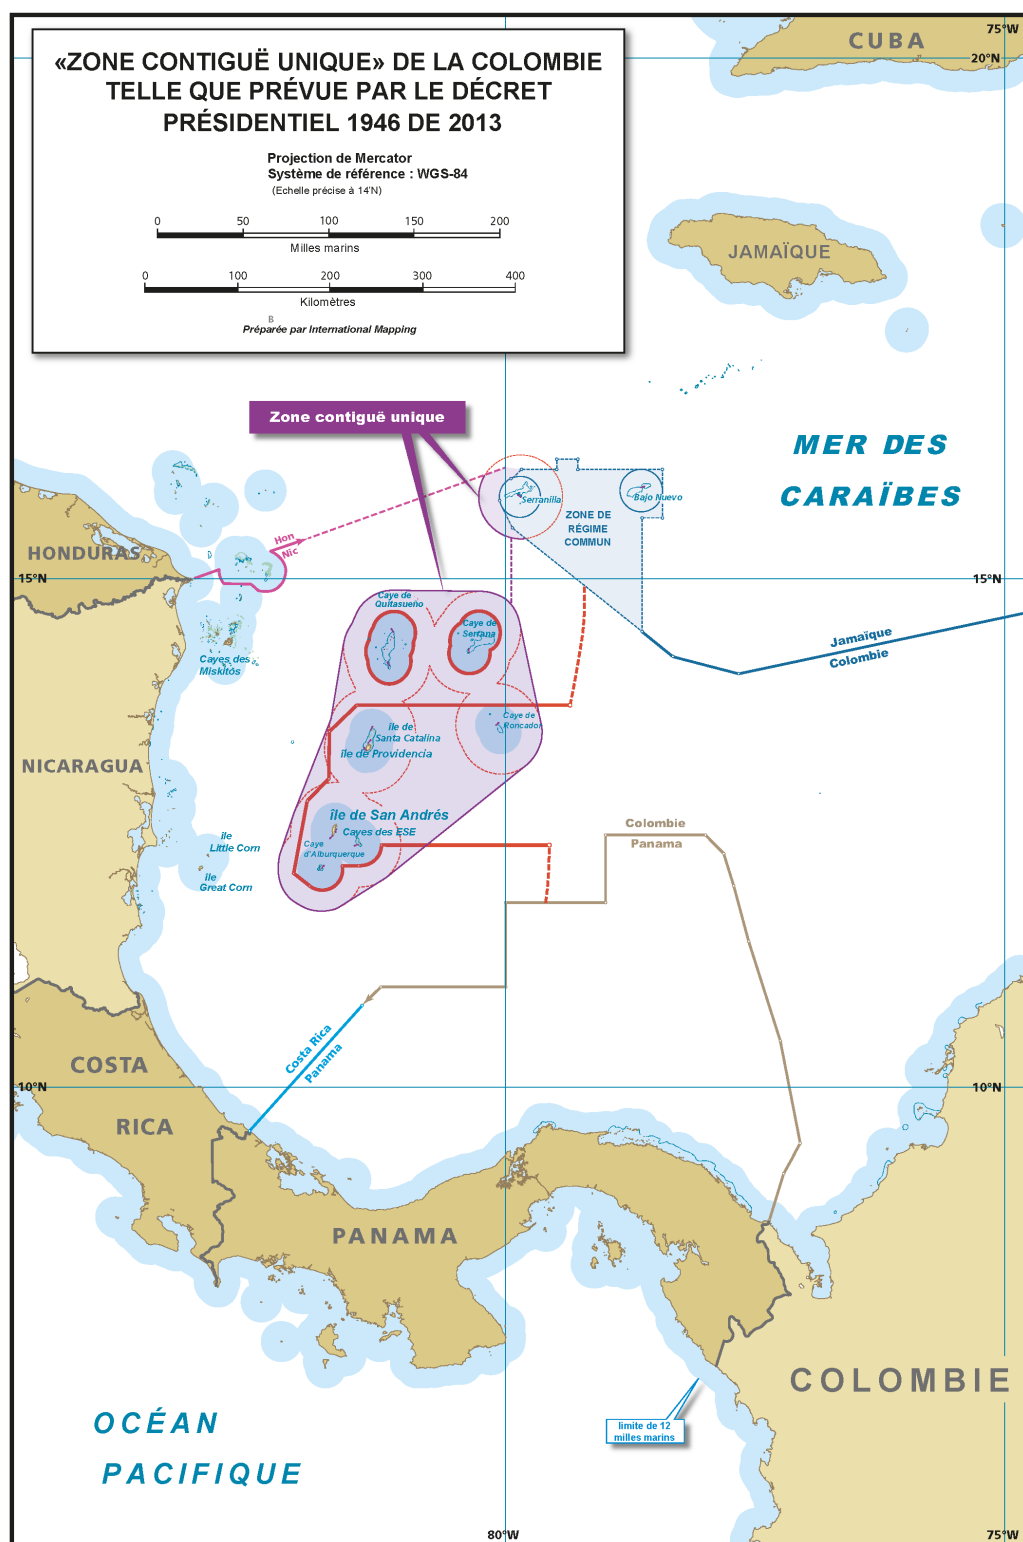 «ZONE CONTIGUË UNIQUE» DE LA COLOMBIE
TELLE QUE PRÉVUE PAR LE DÉCRET
PRÉSIDENTIEL 1946 DE 2013
Projection de Mercator
Système de référence : WGS-84
(Echelle précise à 14'N)
0 50 100 150 200
Milles marins
0 100 200 300 400
Kilomètres
B
Préparée par International Mapping
75°W
CUBA
20°N
JAMAÏQUE
Zone contiguë unique
MER DES
CARAÏBES
Serranilla
Bajo Nuevo
ZONE DE
RÉGIME
COMMUN
Hon
Nic
HONDURAS
15°N
15°N
Caye de
Quitasueño
Caye de
Serrana
Jamaïque
Colombie
Cayes des
Miskitos
Caye de
Roncador
île de
Santa Catalina
île de Providencia
NICARAGUA
île de San Andrés
Cayes des ESE
Caye
d'Alburquerque
île
Little Corn
île
Great Corn
Colombie
Panama
COSTA
RICA
Costa Rica
Panama
10°N
10°N
PANAMA
COLOMBIE
limite de 12
milles marins
OCÉAN
PACIFIQUE
80°W
75°W